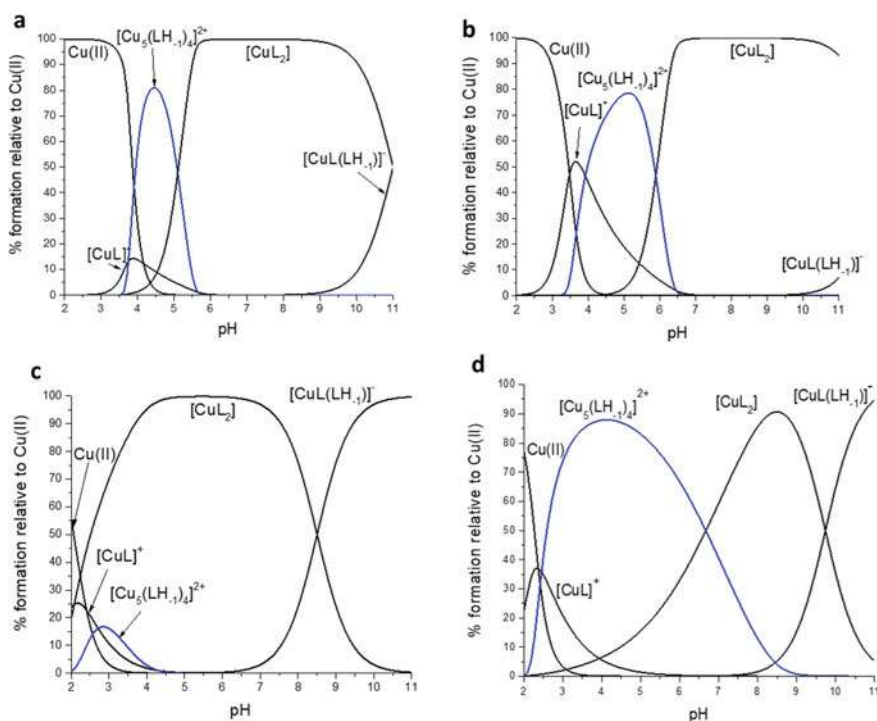 a
% formation relative to Cu(II)
100
90
80
70
60
50
40
30
20
10
0
Cu(II)
[Cu5(LH-1)4]2+
[CuL2]
[CuL]+
[CuL(LH-1)]-
2 3 4 5 6 7 8 9 10 11
pH
b
% formation relative to Cu(II)
100
90
80
70
60
50
40
30
20
10
0
Cu(II)
[CuL2]
[Cu5(LH-1)4]2+
[CuL]+
[CuL(LH-1)]-
2 3 4 5 6 7 8 9 10 11
pH
c
% formation relative to Cu(II)
100
90
80
70
60
50
40
30
20
10
0
[CuL(LH-1)]-
[CuL2]
Cu(II)
[CuL]+
[Cu5(LH-1)4]2+
2 3 4 5 6 7 8 9 10 11
pH
d
% formation relative to Cu(II)
100
90
80
70
60
50
40
30
20
10
0
[Cu5(LH-1)4]2+
[CuL2]
[CuL(LH-1)]-
Cu(II)
[CuL]+
2 3 4 5 6 7 8 9 10 11
pH